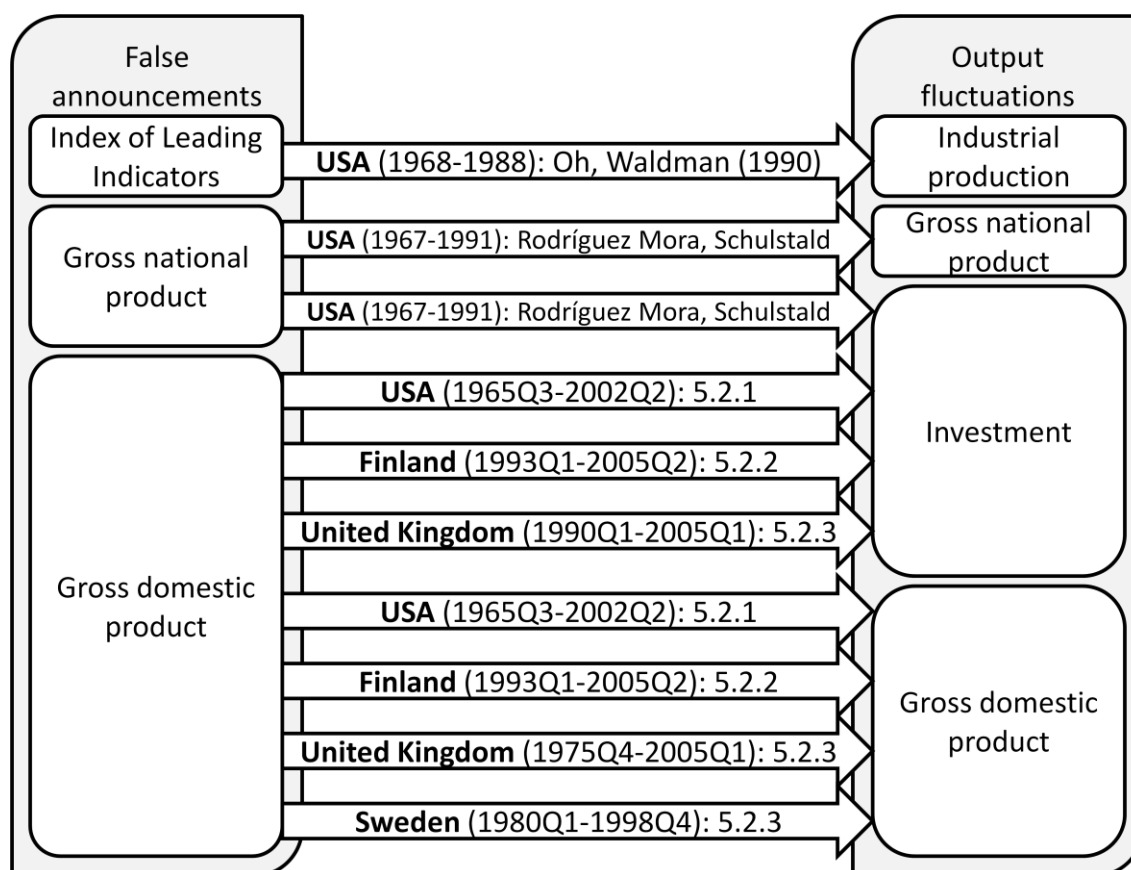 False
announcements
Output
fluctuations
Index of Leading
Indicators
USA (1968-1988): Oh, Waldman (1990)
Industrial
production
Gross national
product
USA (1967-1991): Rodríguez Mora, Schulstald
Gross national
product
USA (1967-1991): Rodríguez Mora, Schulstald
Investment
Gross domestic
product
USA (1965Q3-2002Q2): 5.2.1
Finland (1993Q1-2005Q2): 5.2.2
United Kingdom (1990Q1-2005Q1): 5.2.3
USA (1965Q3-2002Q2): 5.2.1
Finland (1993Q1-2005Q2): 5.2.2
United Kingdom (1975Q4-2005Q1): 5.2.3
Sweden (1980Q1-1998Q4): 5.2.3
Gross domestic
product